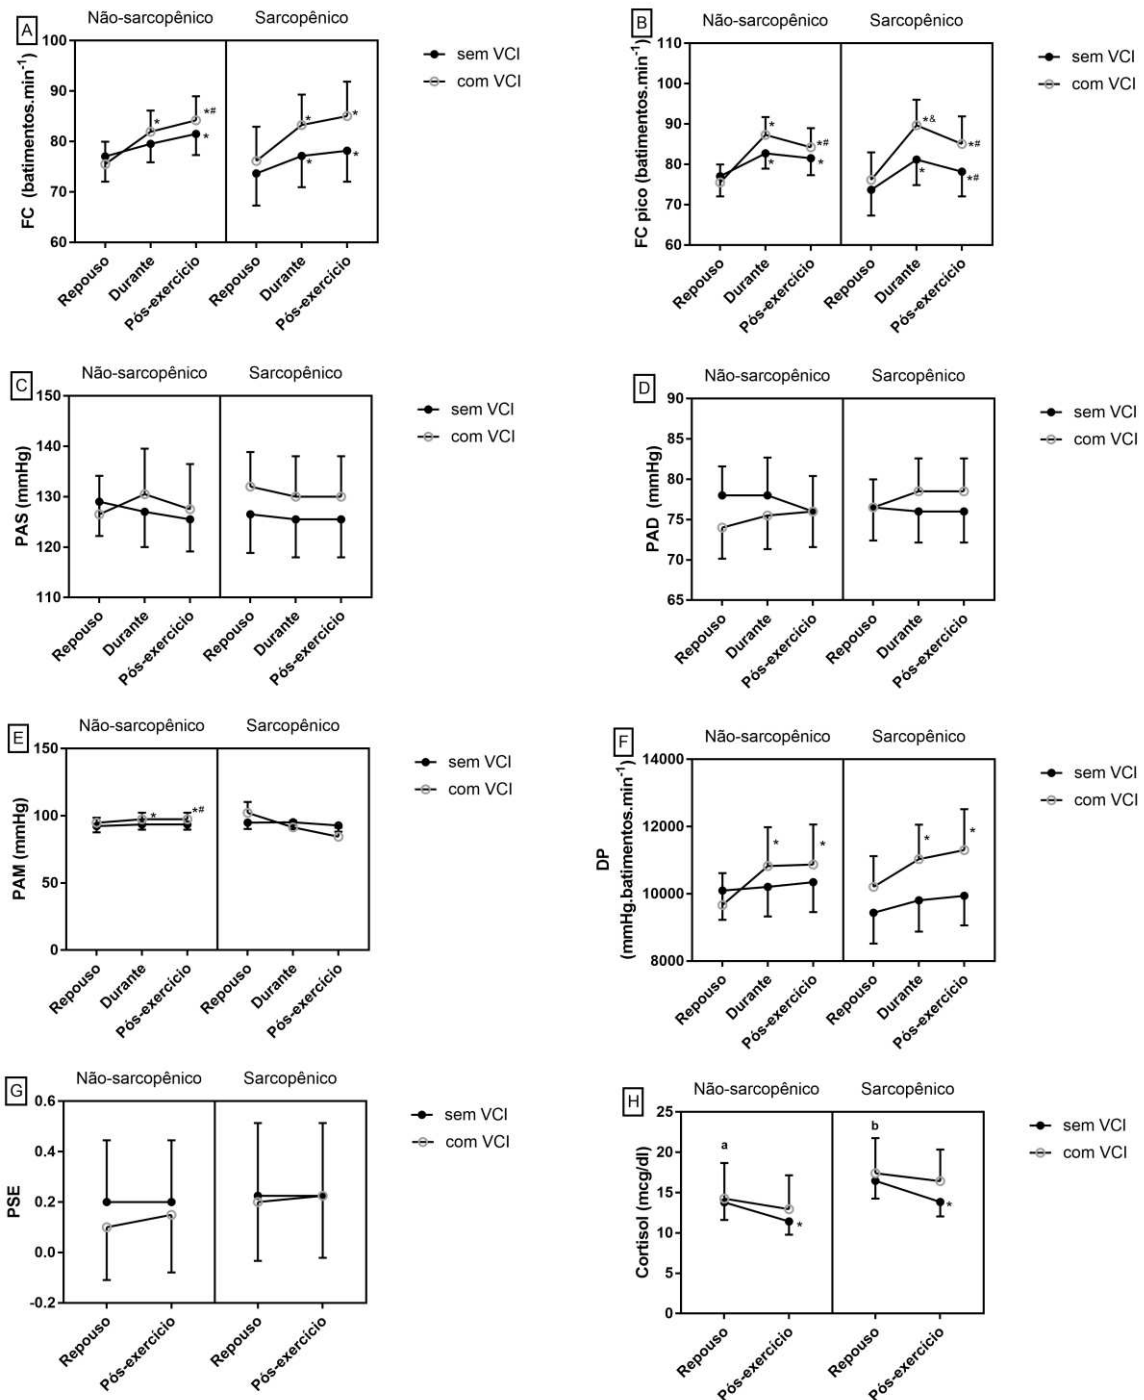 A
Não-sarcopênico
Sarcopênico
FC (batimentos.min⁻¹)
100
90
80
70
60
*
*#
*
*
*
*
*
Repouso
Durante
Pós-exercício
Repouso
Durante
Pós-exercício
sem VCI
com VCI
B
Não-sarcopênico
Sarcopênico
FC pico (batimentos.min⁻¹)
110
100
90
80
70
60
*
*#
*
*
*&
*#
*
*#
Repouso
Durante
Pós-exercício
Repouso
Durante
Pós-exercício
sem VCI
com VCI
C
Não-sarcopênico
Sarcopênico
PAS (mmHg)
150
140
130
120
110
Repouso
Durante
Pós-exercício
Repouso
Durante
Pós-exercício
sem VCI
com VCI
D
Não-sarcopênico
Sarcopênico
PAD (mmHg)
90
85
80
75
70
65
Repouso
Durante
Pós-exercício
Repouso
Durante
Pós-exercício
sem VCI
com VCI
E
Não-sarcopênico
Sarcopênico
PAM (mmHg)
150
100
50
0
*
*#
Repouso
Durante
Pós-exercício
Repouso
Durante
Pós-exercício
sem VCI
com VCI
F
Não-sarcopênico
Sarcopênico
DP
(mmHg.batimentos.min⁻¹)
14000
12000
10000
8000
*
*
*
*
Repouso
Durante
Pós-exercício
Repouso
Durante
Pós-exercício
sem VCI
com VCI
G
Não-sarcopênico
Sarcopênico
PSE
0.6
0.4
0.2
0.0
-0.2
Repouso
Pós-exercício
Repouso
Pós-exercício
sem VCI
com VCI
H
Não-sarcopênico
Sarcopênico
Cortisol (mcg/dl)
25
20
15
10
5
0
a
*
b
*
Repouso
Pós-exercício
Repouso
Pós-exercício
sem VCI
com VCI